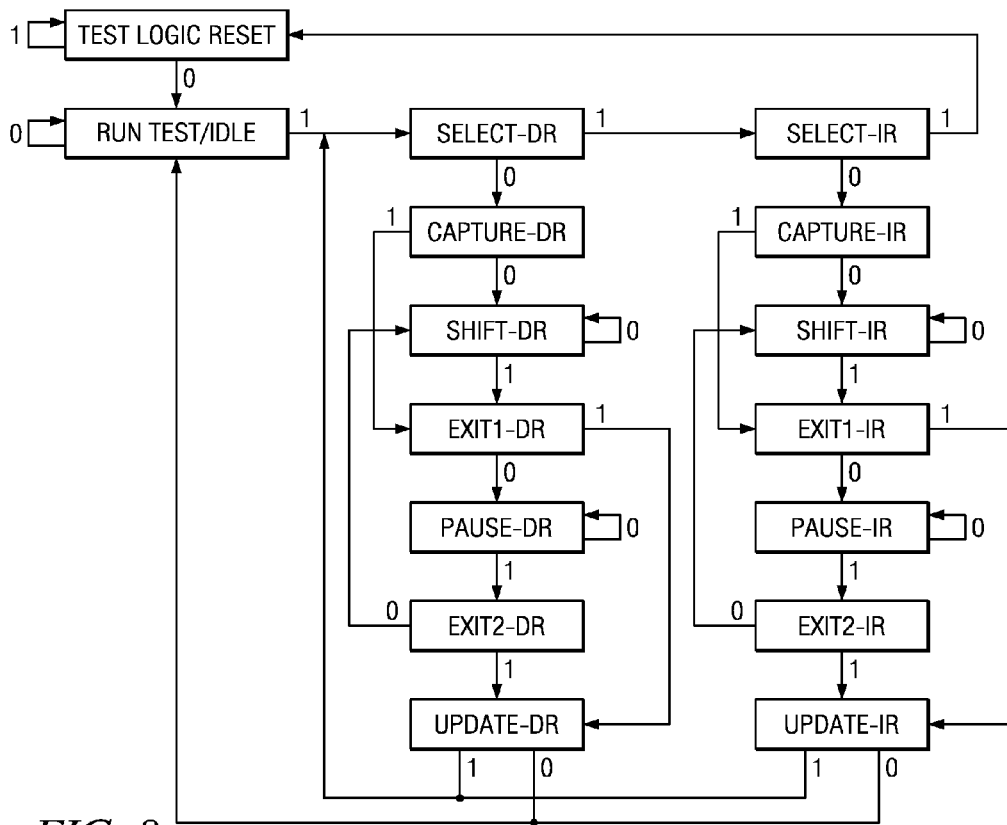 1 TEST LOGIC RESET
0
0 RUN TEST/IDLE 1 SELECT-DR 1 SELECT-IR 1
0 0
1 CAPTURE-DR 1 CAPTURE-IR
0 0
SHIFT-DR 0 SHIFT-IR 0
1 1
EXIT1-DR 1 EXIT1-IR 1
0 0
PAUSE-DR 0 PAUSE-IR 0
1 1
0 EXIT2-DR 0 EXIT2-IR
1 1
UPDATE-DR UPDATE-IR
1 0 1 0